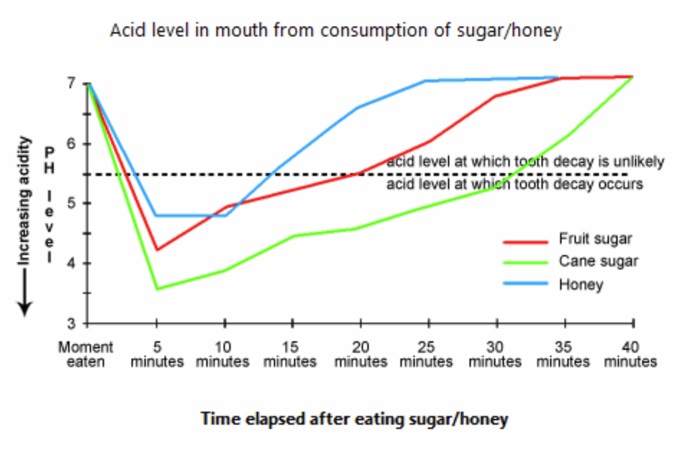 Acid level in mouth from consumption of sugar/honey
Increasing acidity
PH level
7
6
5
4
3
acid level at which tooth decay is unlikely
acid level at which tooth decay occurs
Fruit sugar
Cane sugar
Honey
Moment
eaten
5
minutes
10
minutes
15
minutes
20
minutes
25
minutes
30
minutes
35
minutes
40
minutes
Time elapsed after eating sugar/honey